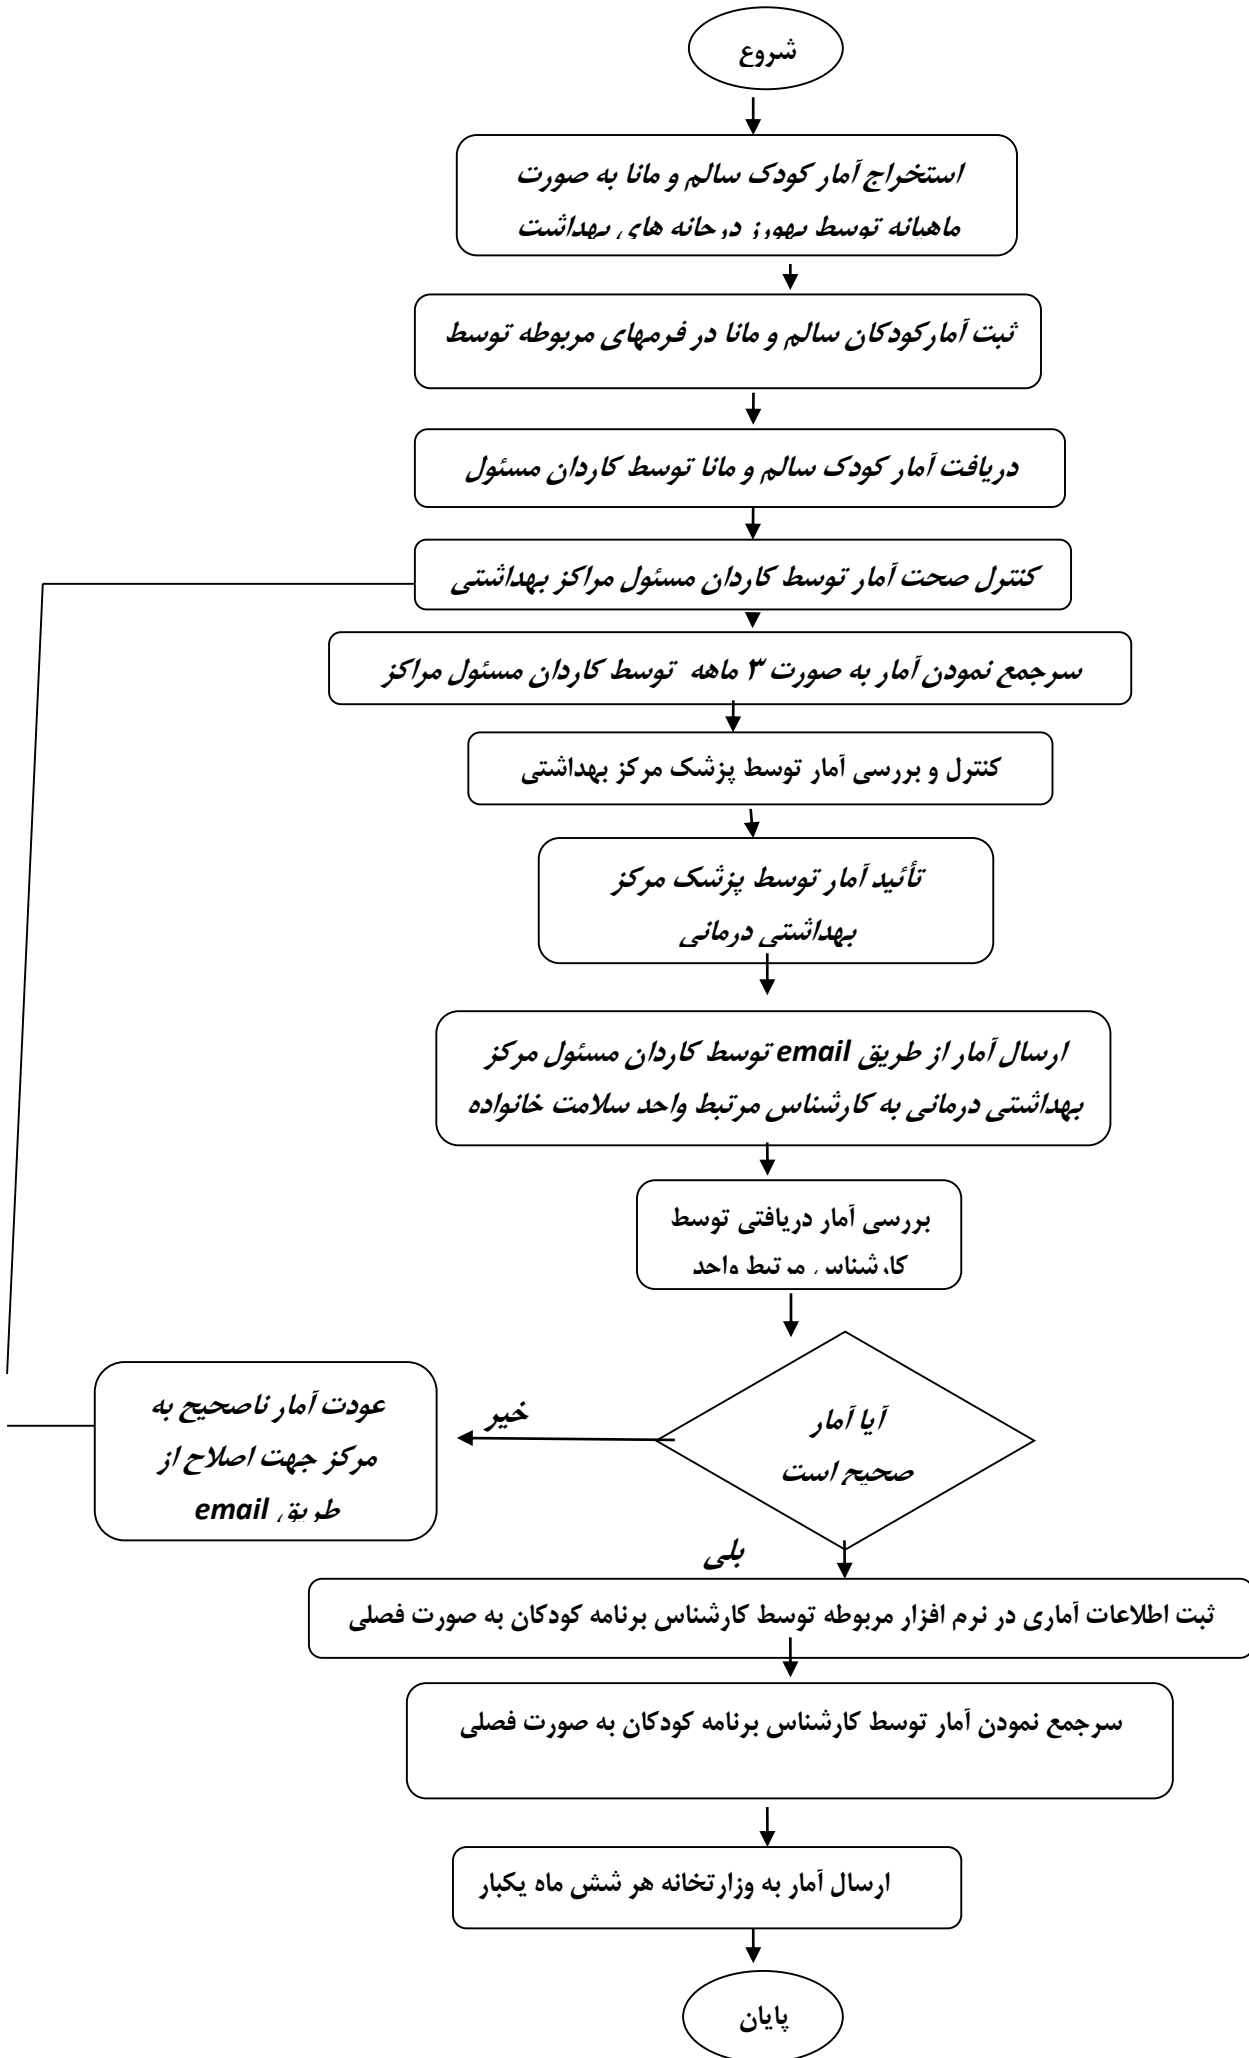 شروع
استخراج آمار کودک سالم و مانا به صورت
ماهیانه توسط بهورز درخانه های بهداشت
ثبت آمارکودکان سالم و مانا در فرمهای مربوطه توسط
دریافت آمار کودک سالم و مانا توسط کاردان مسئول
کنترل صحت آمار توسط کاردان مسئول مراکز بهداشتی
سرجمع نمودن آمار به صورت ۳ ماهه توسط کاردان مسئول مراکز
کنترل و بررسی آمار توسط پزشک مرکز بهداشتی
تأئید آمار توسط پزشک مرکز
بهداشتی درمانی
ارسال آمار از طریق email توسط کاردان مسئول مرکز
بهداشتی درمانی به کارشناس مرتبط واحد سلامت خانواده
بررسی آمار دریافتی توسط
کارشناس مرتبط واحد
آیا آمار
صحیح است
خیر
عودت آمار ناصحیح به
مرکز جهت اصلاح از
طریق email
بلی
ثبت اطلاعات آماری در نرم افزار مربوطه توسط کارشناس برنامه کودکان به صورت فصلی
سرجمع نمودن آمار توسط کارشناس برنامه کودکان به صورت فصلی
ارسال آمار به وزارتخانه هر شش ماه یکبار
پایان